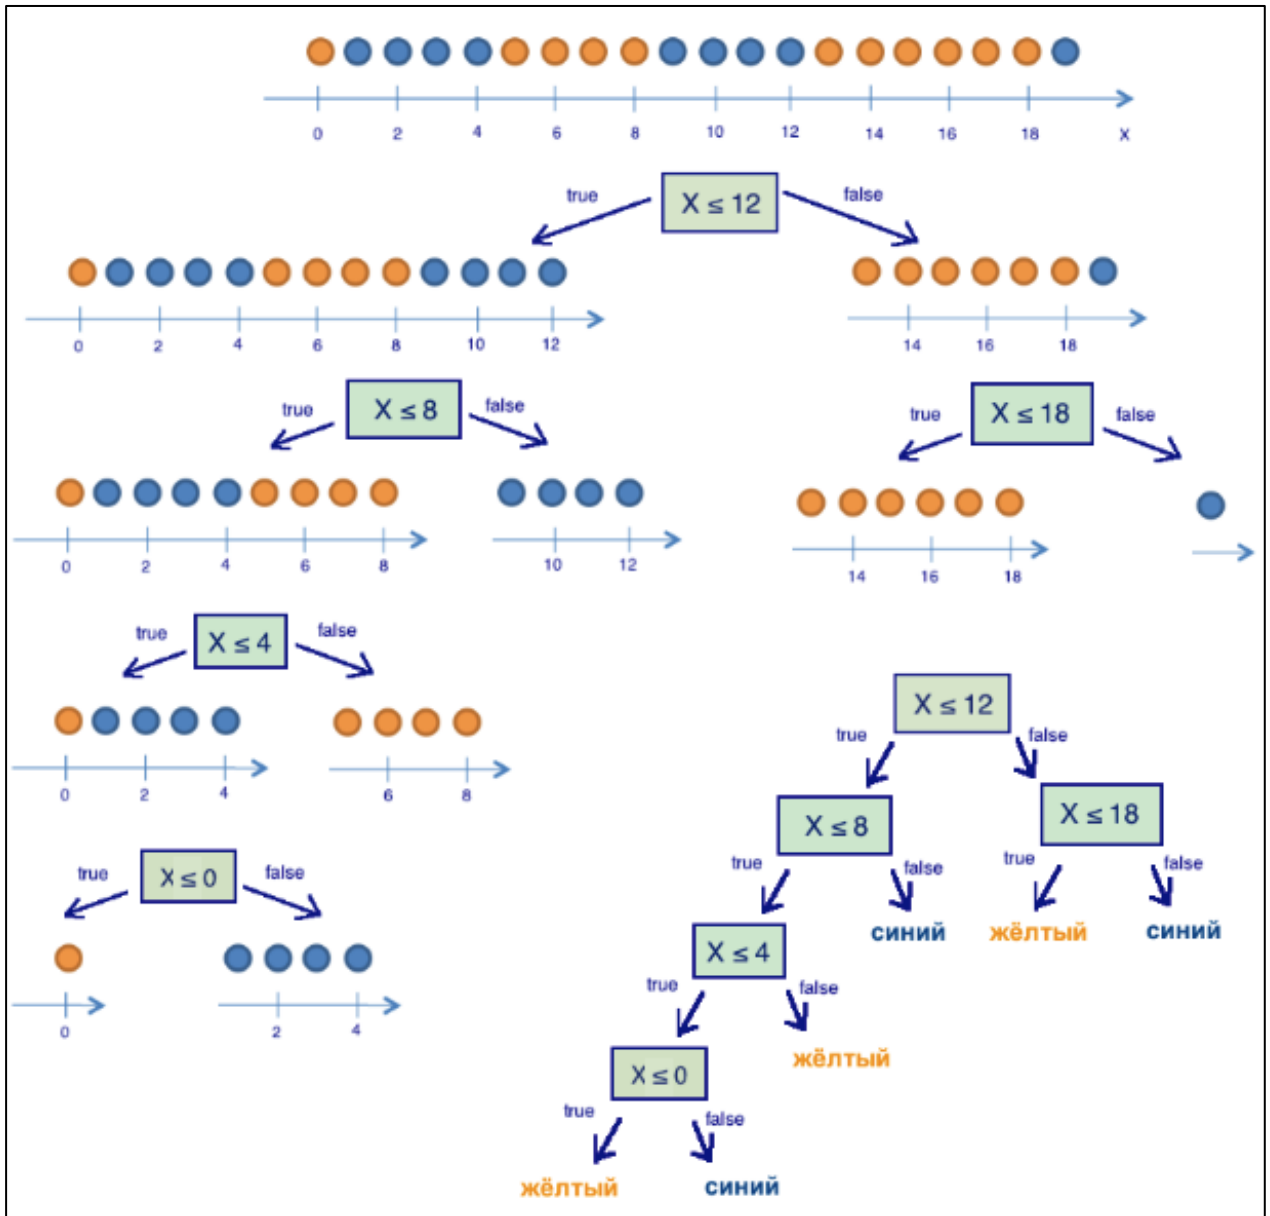 0 2 4 6 8 10 12 14 16 18 X
true X ≤ 12 false
0 2 4 6 8 10 12
14 16 18
true X ≤ 8 false
true X ≤ 18 false
0 2 4 6 8
10 12
14 16 18
true X ≤ 4 false
0 2 4
6 8
true X ≤ 0 false
0
2 4
X ≤ 12
true false
X ≤ 8
X ≤ 18
true false
true false
X ≤ 4
синий
жёлтый
синий
true false
X ≤ 0
жёлтый
true false
жёлтый
синий